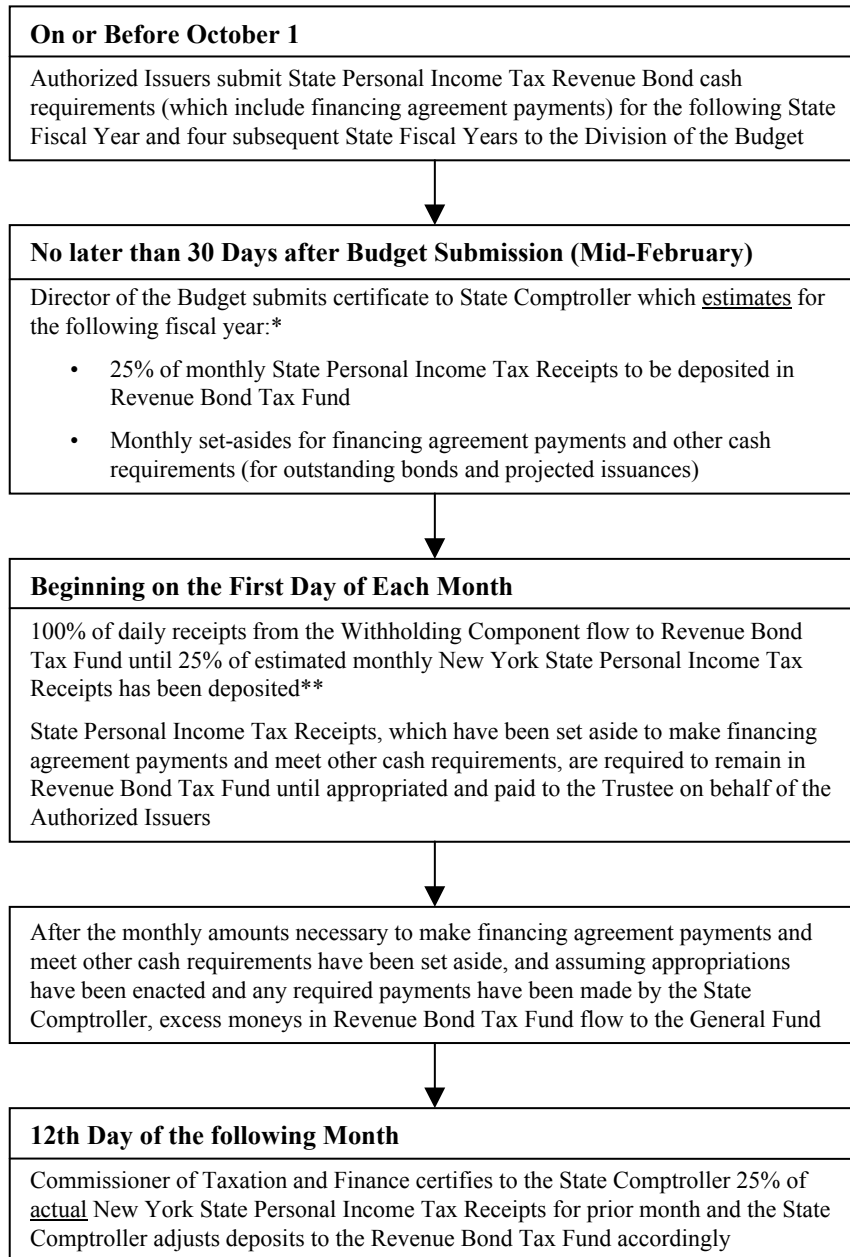 On or Before October 1
Authorized Issuers submit State Personal Income Tax Revenue Bond cash
requirements (which include financing agreement payments) for the following State
Fiscal Year and four subsequent State Fiscal Years to the Division of the Budget
No later than 30 Days after Budget Submission (Mid-February)
Director of the Budget submits certificate to State Comptroller which estimates for
the following fiscal year:*
• 25% of monthly State Personal Income Tax Receipts to be deposited in
Revenue Bond Tax Fund
• Monthly set-asides for financing agreement payments and other cash
requirements (for outstanding bonds and projected issuances)
Beginning on the First Day of Each Month
100% of daily receipts from the Withholding Component flow to Revenue Bond
Tax Fund until 25% of estimated monthly New York State Personal Income Tax
Receipts has been deposited**
State Personal Income Tax Receipts, which have been set aside to make financing
agreement payments and meet other cash requirements, are required to remain in
Revenue Bond Tax Fund until appropriated and paid to the Trustee on behalf of the
Authorized Issuers
After the monthly amounts necessary to make financing agreement payments and
meet other cash requirements have been set aside, and assuming appropriations
have been enacted and any required payments have been made by the State
Comptroller, excess moneys in Revenue Bond Tax Fund flow to the General Fund
12th Day of the following Month
Commissioner of Taxation and Finance certifies to the State Comptroller 25% of
actual New York State Personal Income Tax Receipts for prior month and the State
Comptroller adjusts deposits to the Revenue Bond Tax Fund accordingly